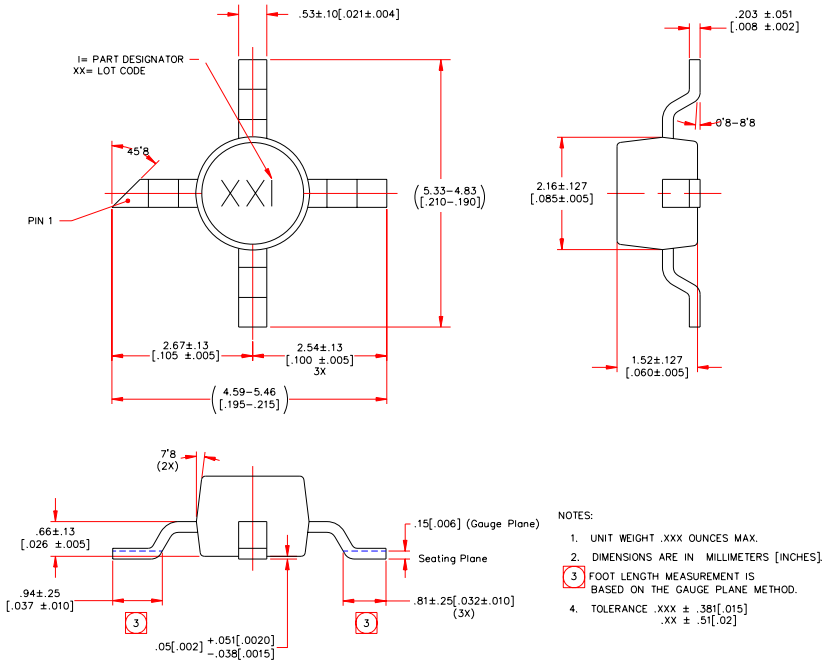 .53±.10[.021±.004]
.203 ±.051
[.008 ±.002]
I= PART DESIGNATOR
XX= LOT CODE
0°8-8°8
45°8
XXI
PIN 1
(5.33-4.83
[.210-.190])
2.16±.127
[.085±.005]
2.67±.13
[.105 ±.005]
2.54±.13
[.100 ±.005]
3X
1.52±.127
[.060±.005]
(4.59-5.46
[.195-.215])
7°8
(2X)
.66±.13
[.026 ±.005]
.15[.006] (Gauge Plane)
Seating Plane
.94±.25
[.037 ±.010]
.81±.25[.032±.010]
(3X)
3
3
.05[.002] +.051[.0020]
-.038[.0015]
NOTES:
1. UNIT WEIGHT .XXX OUNCES MAX.
2. DIMENSIONS ARE IN MILLIMETERS [INCHES].
3 FOOT LENGTH MEASUREMENT IS
BASED ON THE GAUGE PLANE METHOD.
4. TOLERANCE .XXX ± .381[.015]
.XX ± .51[.02]